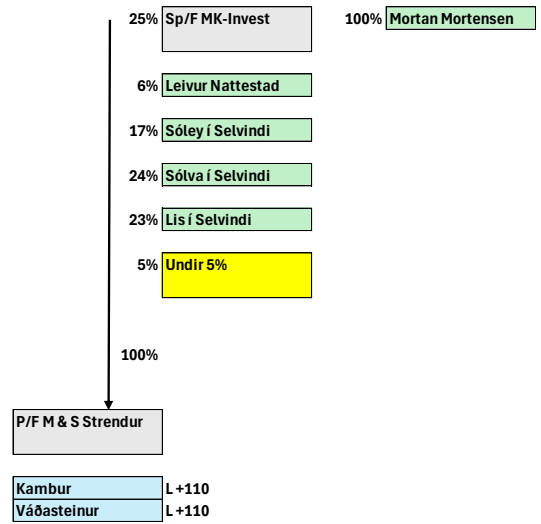 25% Sp/F MK-Invest 100% Mortan Mortensen
6% Leivur Nattestad
17% Sóley í Selvindi
24% Sólva í Selvindi
23% Lis í Selvindi
5% Undir 5%
100%
P/F M & S Strendur
Kambur L +110
Váðasteinur L +110